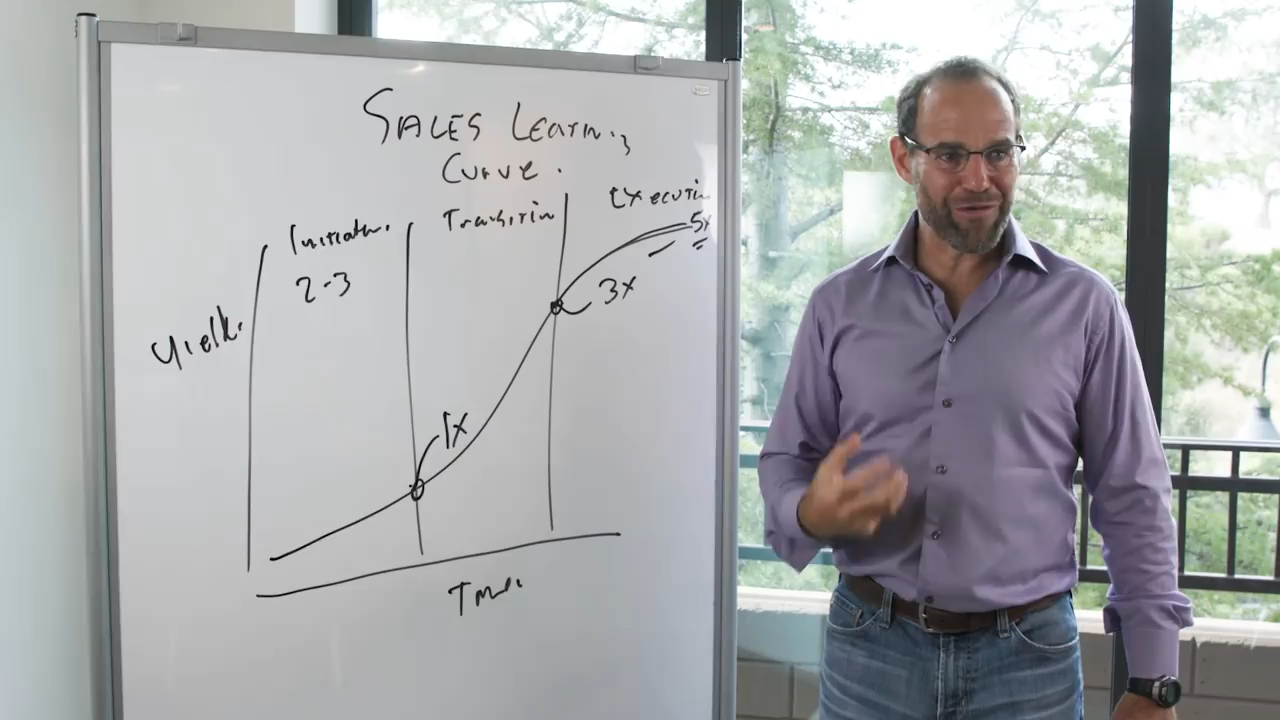 SALES Learning
Curve.
Initiation.
Transition
Execution
2-3
5x
3x
Yield.
1x
Time.